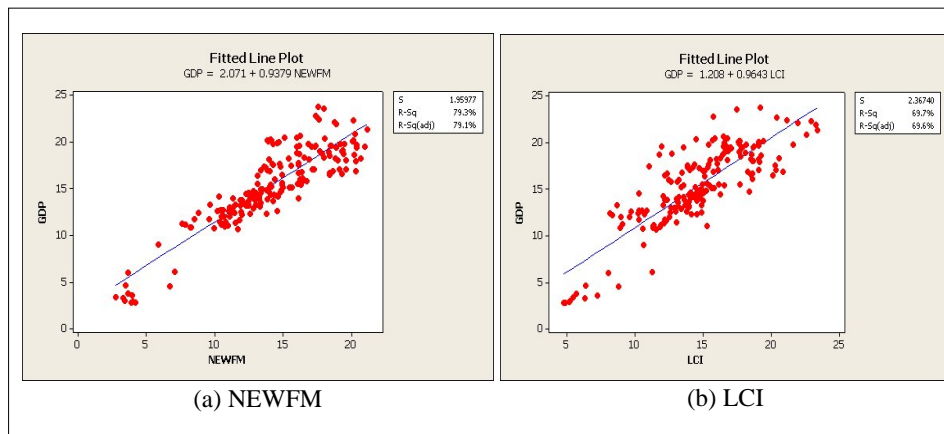 Fitted Line Plot
GDP = 2.071 + 0.9379 NEWFM
S 1.95977
R-Sq 79.3%
R-Sq(adj) 79.1%
25
20
15
10
5
0
GDP
0 5 10 15 20
NEWFM
(a) NEWFM
Fitted Line Plot
GDP = 1.208 + 0.9643 LCI
S 2.36740
R-Sq 69.7%
R-Sq(adj) 69.6%
25
20
15
10
5
0
GDP
5 10 15 20 25
LCI
(b) LCI